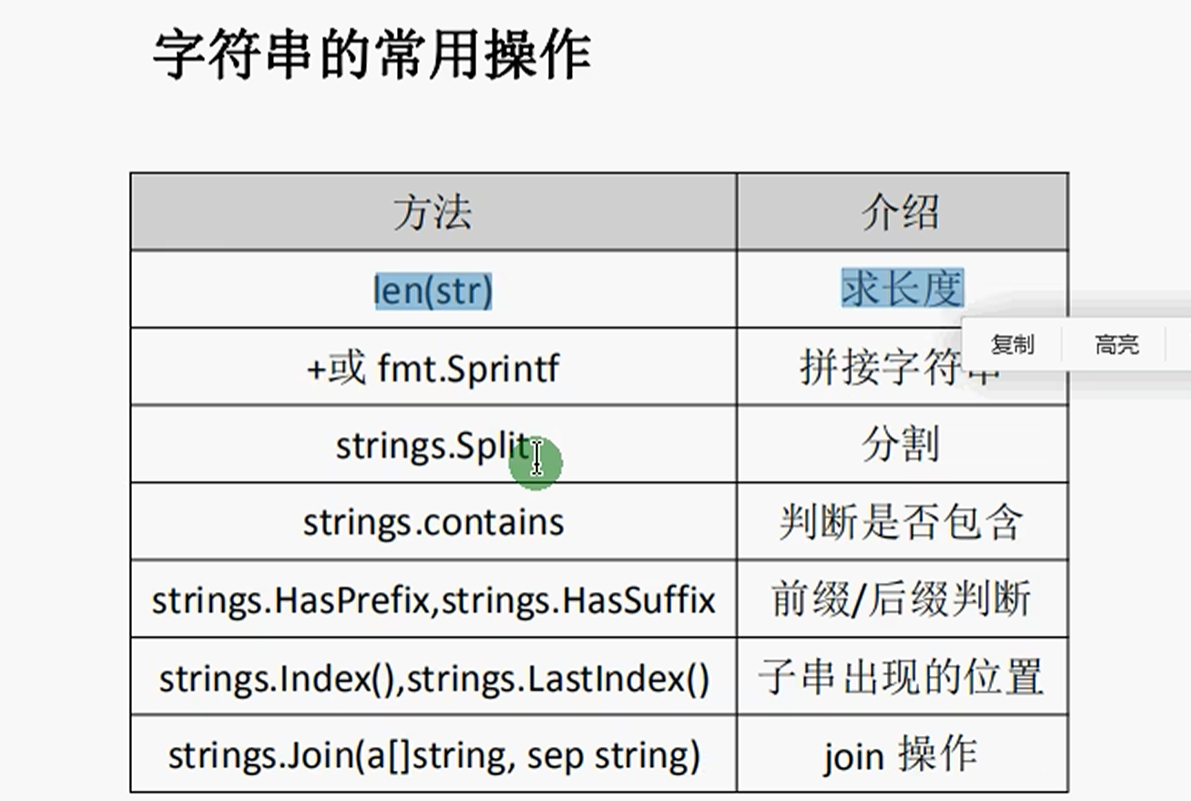 字符串的常用操作
方法 介绍
len(str) 求长度
复制 高亮
+或 fmt.Sprintf 拼接字符串
strings.Split 分割
strings.contains 判断是否包含
strings.HasPrefix,strings.HasSuffix 前缀/后缀判断
strings.Index(),strings.LastIndex() 子串出现的位置
strings.Join(a[]string, sep string) join 操作